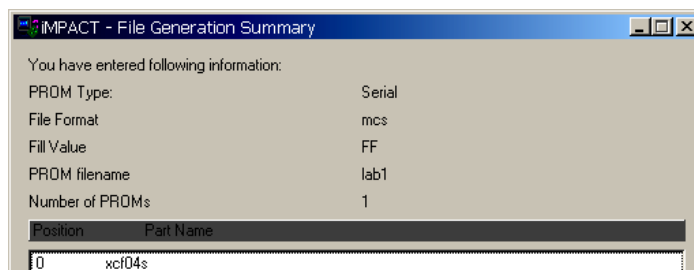 iMPACT - File Generation Summary
You have entered following information:
PROM Type: Serial
File Format mcs
Fill Value FF
PROM filename lab1
Number of PROMs 1
Position Part Name
0 xcf04s